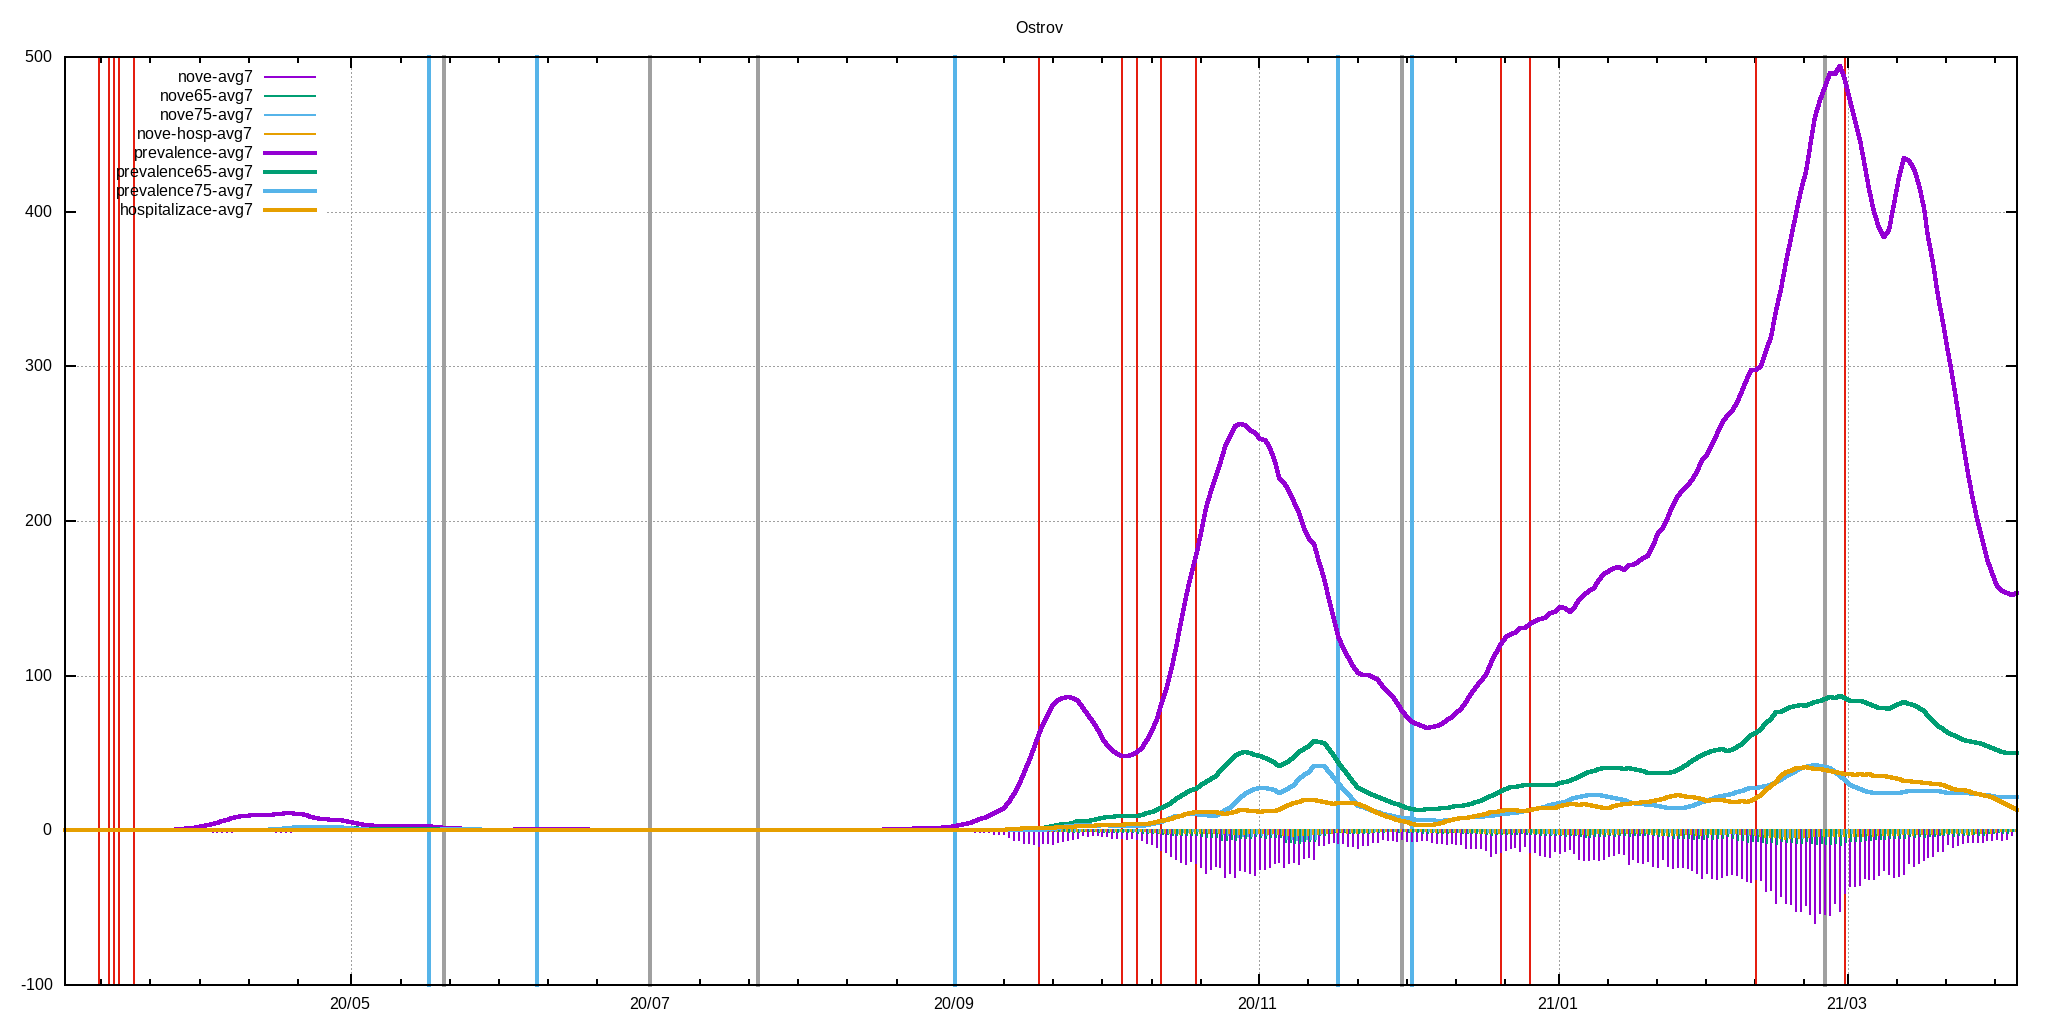 Ostrov
500
400
300
200
100
0
-100
nove-avg7
nove65-avg7
nove75-avg7
nove-hosp-avg7
prevalence-avg7
prevalence65-avg7
prevalence75-avg7
hospitalizace-avg7
20/05
20/07
20/09
20/11
21/01
21/03